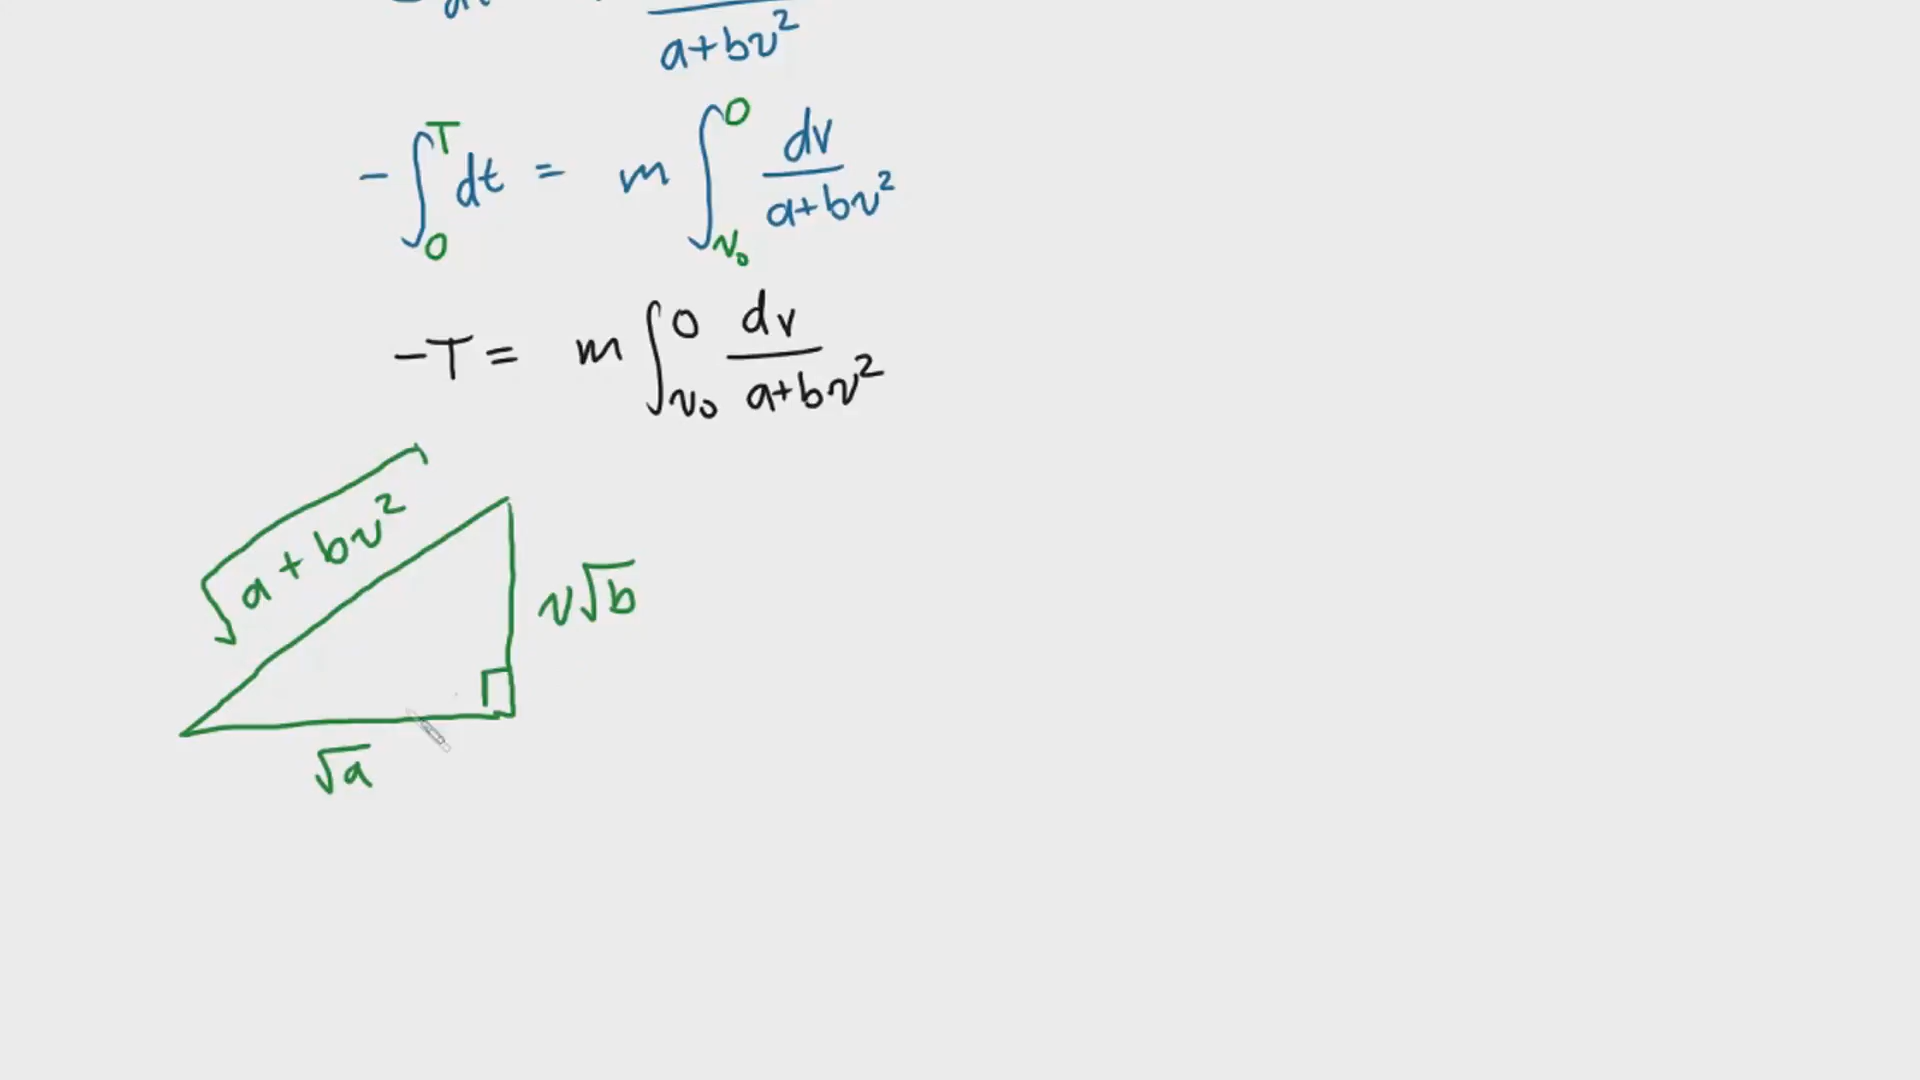 a+bv²
-∫₀ᵀ dt = m ∫_{v₀}^{0} dv/(a+bv²)
-T = m ∫_{v₀}^{0} dv/(a+bv²)
√(a + bv²)
v√b
√a